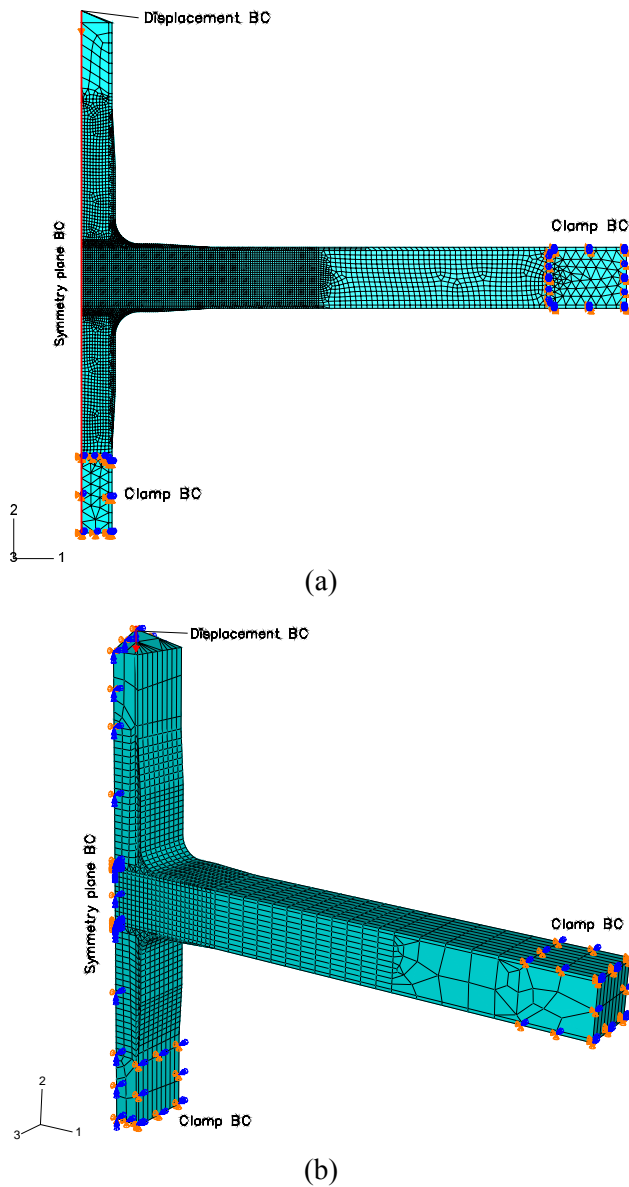 Displacement BC
Clamp BC
Symmetry plane BC
Clamp BC
2
3 1
(a)
Displacement BC
Symmetry plane BC
Clamp BC
2
3 1
Clamp BC
(b)